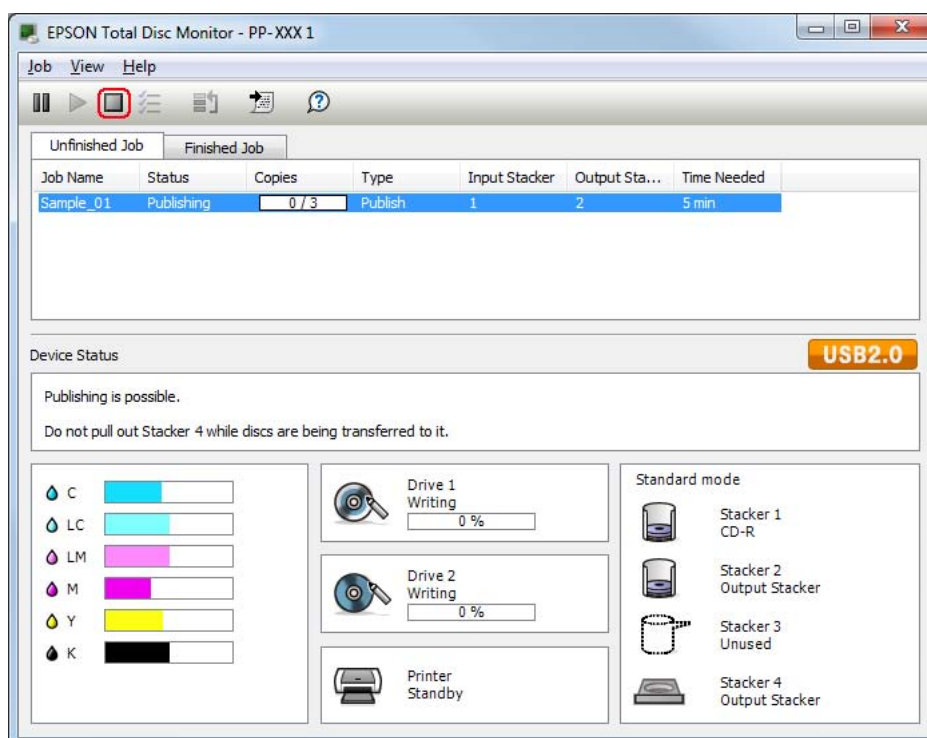 EPSON Total Disc Monitor - PP-XXX 1
Job View Help
Unfinished Job Finished Job
Job Name Status Copies Type Input Stacker Output Sta... Time Needed
Sample_01 Publishing 0 / 3 Publish 1 2 5 min
Device Status
USB2.0
Publishing is possible.
Do not pull out Stacker 4 while discs are being transferred to it.
C
LC
LM
M
Y
K
Drive 1
Writing
0 %
Drive 2
Writing
0 %
Printer
Standby
Standard mode
Stacker 1
CD-R
Stacker 2
Output Stacker
Stacker 3
Unused
Stacker 4
Output Stacker